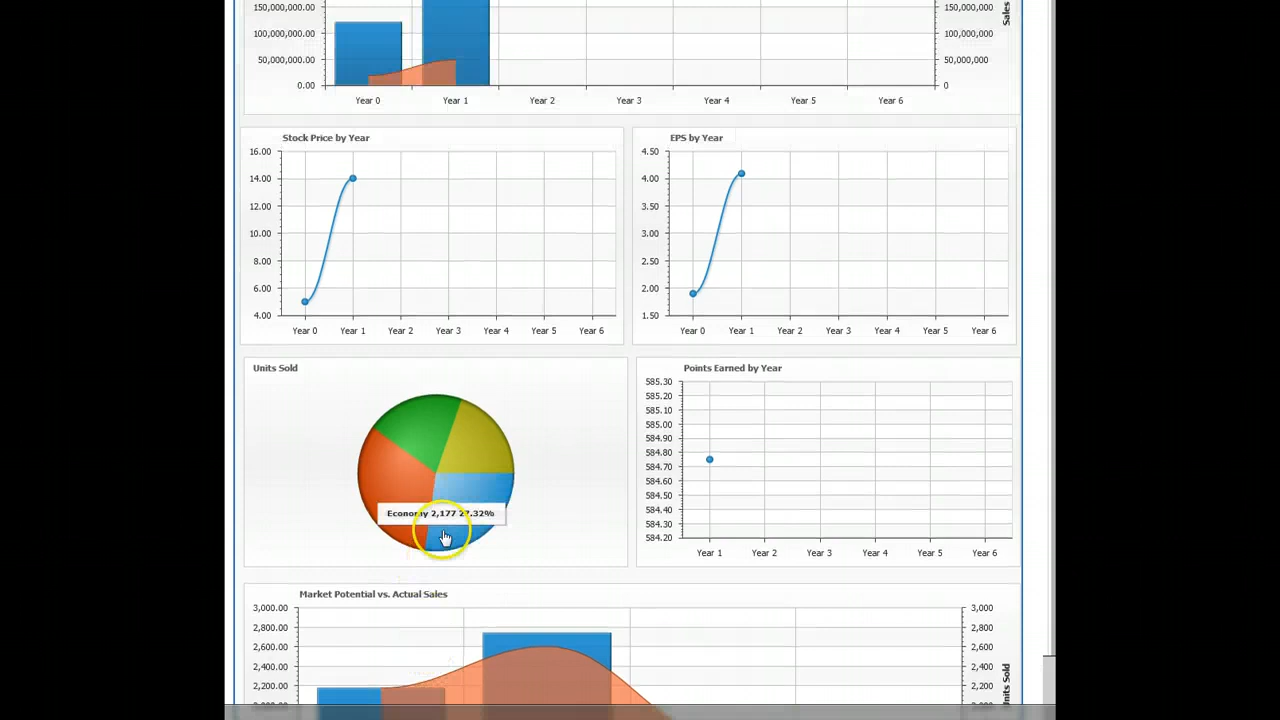 150,000,000.00 150,000,000
Sales
100,000,000.00 100,000,000
50,000,000.00 50,000,000
0.00 0
Year 0 Year 1 Year 2 Year 3 Year 4 Year 5 Year 6
Stock Price by Year
16.00
14.00
12.00
10.00
8.00
6.00
4.00
Year 0 Year 1 Year 2 Year 3 Year 4 Year 5 Year 6
EPS by Year
4.50
4.00
3.50
3.00
2.50
2.00
1.50
Year 0 Year 1 Year 2 Year 3 Year 4 Year 5 Year 6
Units Sold
Economy 2,177 27.32%
Points Earned by Year
585.30
585.20
585.10
585.00
584.90
584.80
584.70
584.60
584.50
584.40
584.30
584.20
Year 1 Year 2 Year 3 Year 4 Year 5 Year 6
Market Potential vs. Actual Sales
3,000.00 3,000
2,800.00 2,800
2,600.00 2,600
2,400.00 2,400
2,200.00 2,200
Units Sold